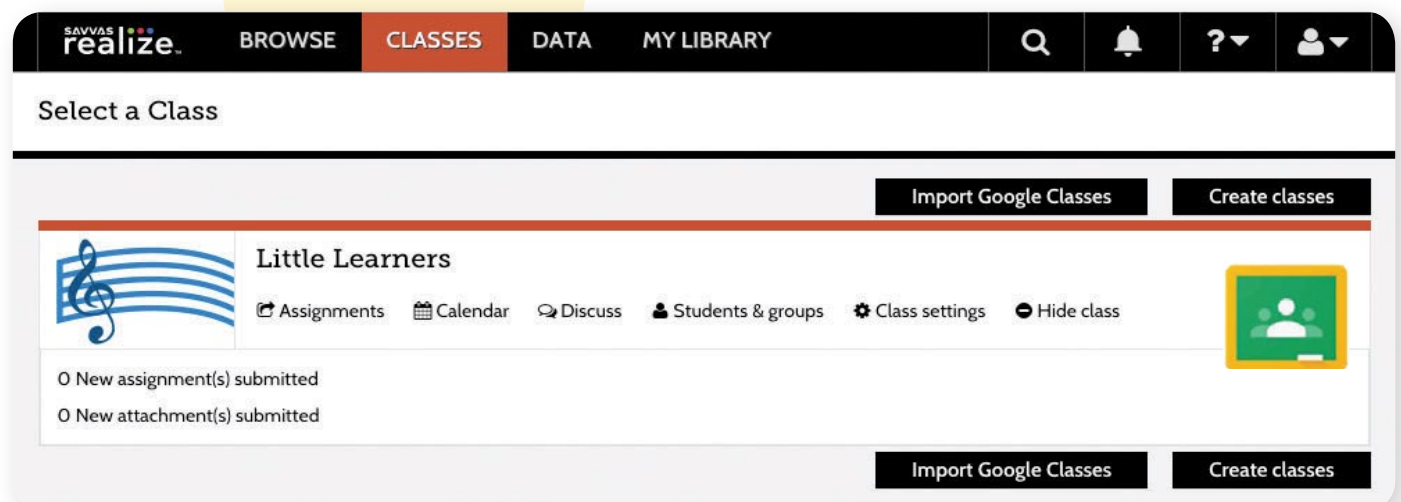 SAVVAS realize. BROWSE CLASSES DATA MY LIBRARY ?
Select a Class
Import Google Classes Create classes
Little Learners
Assignments Calendar Discuss Students & groups Class settings Hide class
0 New assignment(s) submitted
0 New attachment(s) submitted
Import Google Classes Create classes